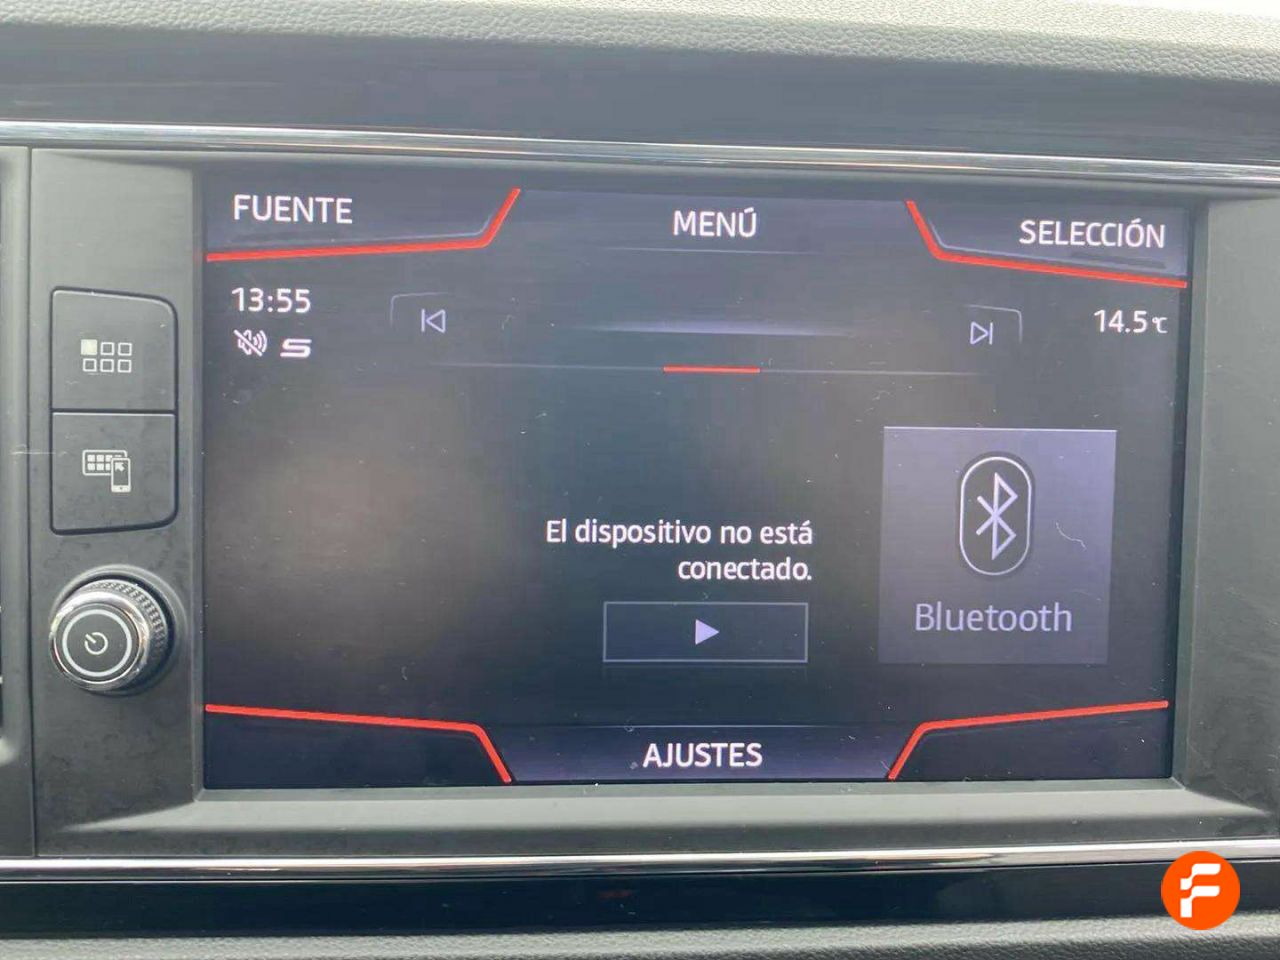 FUENTE
MENÚ
SELECCIÓN
13:55
14.5°C
El dispositivo no está
conectado.
Bluetooth
AJUSTES